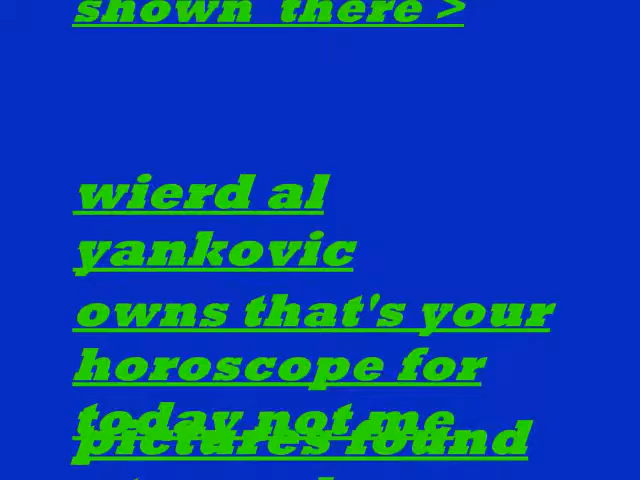 shown there >
wierd al
yankovic
owns that's your
horoscope for
today not me
pictures found